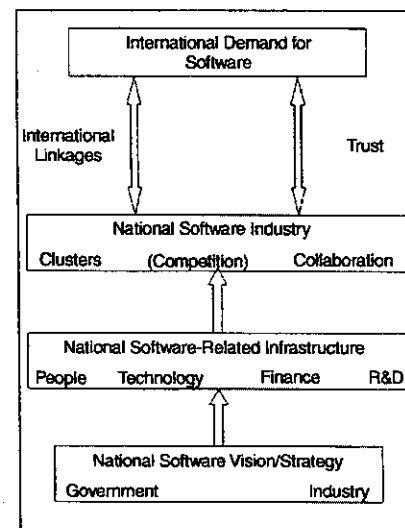 International Demand for
Software
International
Linkages
Trust
National Software Industry
Clusters (Competition) Collaboration
National Software-Related Infrastructure
People Technology Finance R&D
National Software Vision/Strategy
Government Industry